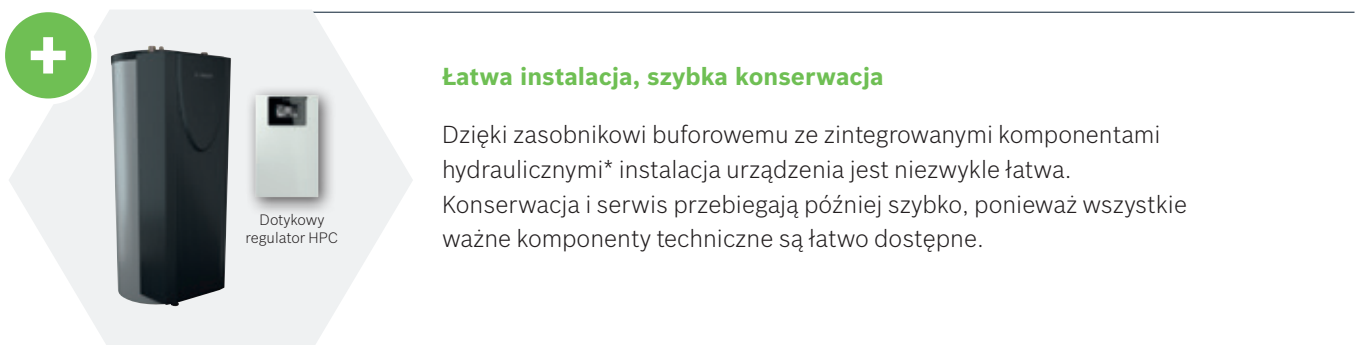 Łatwa instalacja, szybka konserwacja
Dzięki zasobnikowi buforowemu ze zintegrowanymi komponentami
hydraulicznymi* instalacja urządzenia jest niezwykle łatwa.
Konserwacja i serwis przebiegają później szybko, ponieważ wszystkie
ważne komponenty techniczne są łatwo dostępne.
Dotykowy
regulator HPC